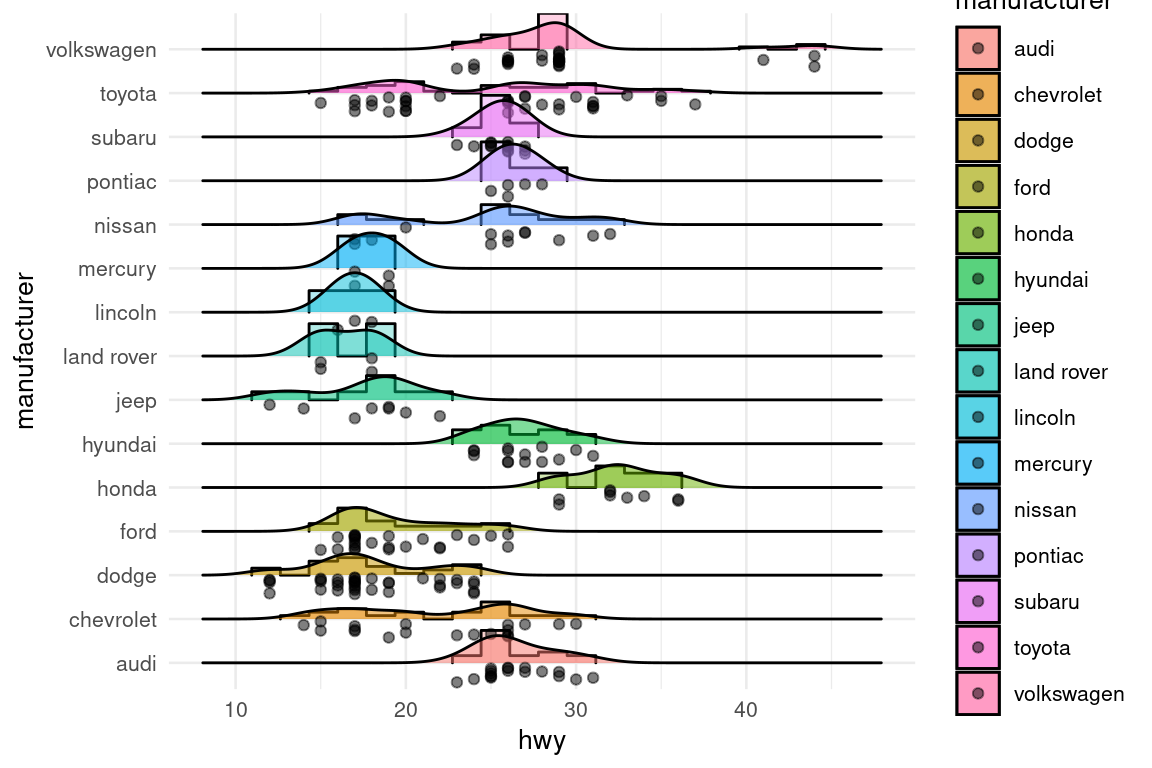 manufacturer
volkswagen
toyota
subaru
pontiac
nissan
mercury
lincoln
land rover
jeep
hyundai
honda
ford
dodge
chevrolet
audi
10 20 30 40
hwy
manufacturer
audi
chevrolet
dodge
ford
honda
hyundai
jeep
land rover
lincoln
mercury
nissan
pontiac
subaru
toyota
volkswagen